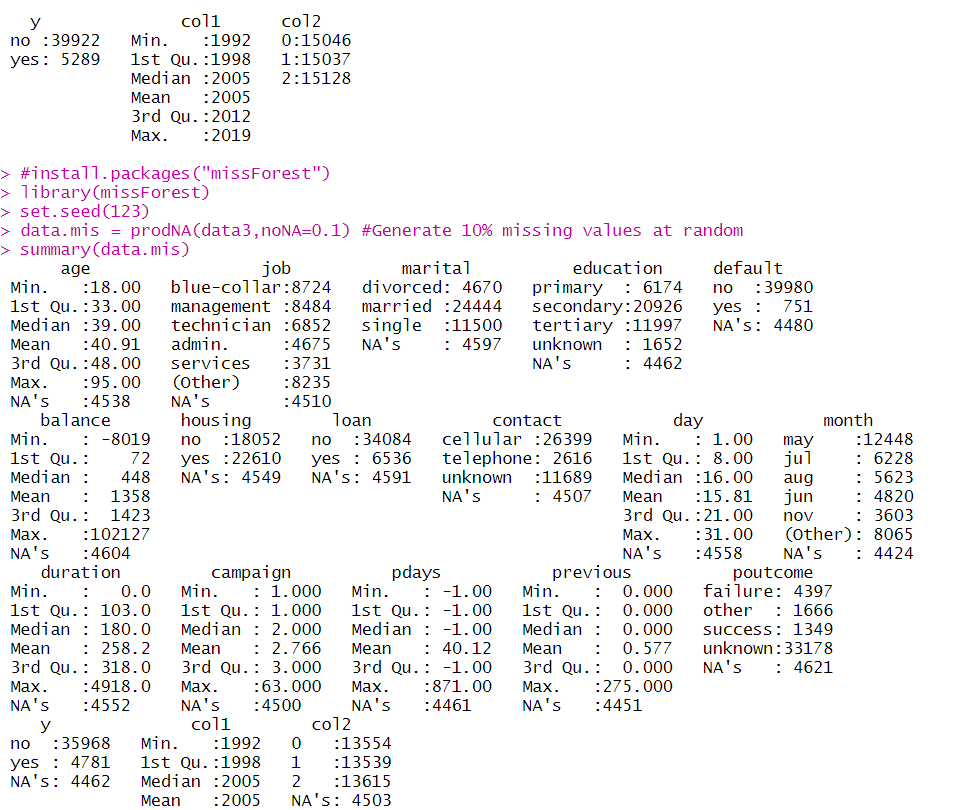 y               col1      col2
no :39922   Min.   :1992   0:15046
yes: 5289   1st Qu.:1998   1:15037
            Median :2005   2:15128
            Mean   :2005
            3rd Qu.:2012
            Max.   :2019
> #install.packages("missForest")
> library(missForest)
> set.seed(123)
> data.mis = prodNA(data3,noNA=0.1) #Generate 10% missing values at random
> summary(data.mis)
     age                 job           marital          education     default
Min.   :18.00   blue-collar:8724   divorced: 4670   primary  : 6174   no  :39980
1st Qu.:33.00   management :8484   married :24444   secondary:20926   yes :  751
Median :39.00   technician :6852   single  :11500   tertiary :11997   NA's: 4480
Mean   :40.91   admin.     :4675   NA's    : 4597   unknown  : 1652
3rd Qu.:48.00   services   :3731                    NA's     : 4462
Max.   :95.00   (Other)    :8235
NA's   :4538    NA's       :4510
   balance       housing        loan            contact           day            month
Min.   : -8019   no  :18052   no  :34084   cellular :26399   Min.   : 1.00   may    :12448
1st Qu.:    72   yes :22610   yes : 6536   telephone: 2616   1st Qu.: 8.00   jul    : 6228
Median :   448   NA's: 4549   NA's: 4591   unknown  :11689   Median :16.00   aug    : 5623
Mean   :  1358                             NA's     : 4507   Mean   :15.81   jun    : 4820
3rd Qu.:  1423                                               3rd Qu.:21.00   nov    : 3603
Max.   :102127                                               Max.   :31.00   (Other): 8065
NA's   :4604                                                 NA's   :4558    NA's   : 4424
   duration         campaign          pdays           previous          poutcome
Min.   :   0.0   Min.   : 1.000   Min.   : -1.00   Min.   :  0.000   failure: 4397
1st Qu.: 103.0   1st Qu.: 1.000   1st Qu.: -1.00   1st Qu.:  0.000   other  : 1666
Median : 180.0   Median : 2.000   Median : -1.00   Median :  0.000   success: 1349
Mean   : 258.2   Mean   : 2.766   Mean   : 40.12   Mean   :  0.577   unknown:33178
3rd Qu.: 318.0   3rd Qu.: 3.000   3rd Qu.: -1.00   3rd Qu.:  0.000   NA's   : 4621
Max.   :4918.0   Max.   :63.000   Max.   :871.00   Max.   :275.000
NA's   :4552     NA's   :4500     NA's   :4461     NA's   :4451
   y              col1        col2
no  :35968   Min.   :1992   0   :13554
yes : 4781   1st Qu.:1998   1   :13539
NA's: 4462   Median :2005   2   :13615
             Mean   :2005   NA's: 4503